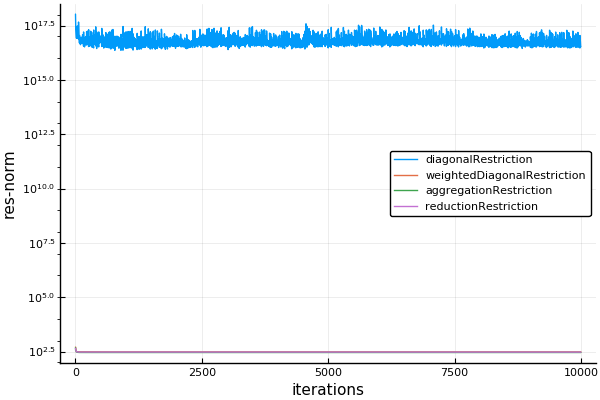 10^17.5
10^15.0
10^12.5
10^10.0
10^7.5
10^5.0
10^2.5
res-norm
diagonalRestriction
weightedDiagonalRestriction
aggregationRestriction
reductionRestriction
0 2500 5000 7500 10000
iterations